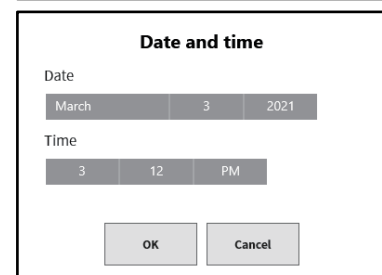 Date and time
Date
March 3 2021
Time
3 12 PM
OK Cancel